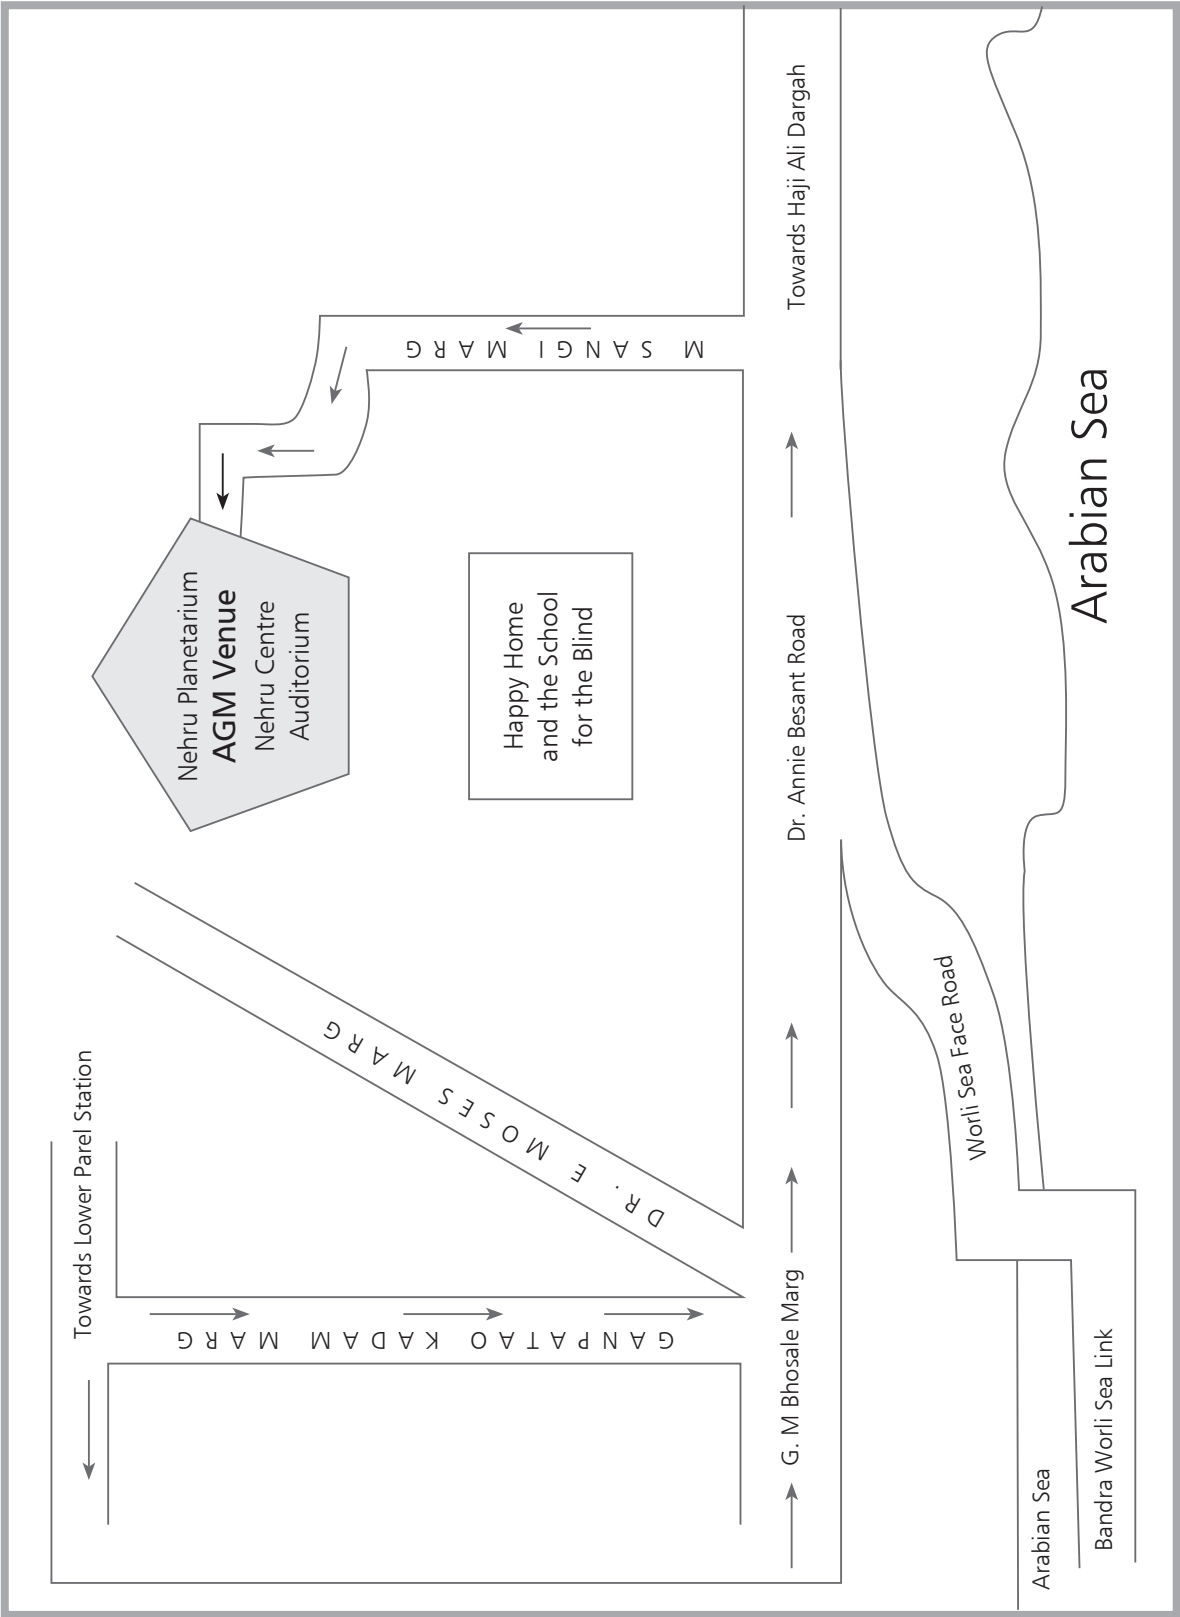 Towards Lower Parel Station
Nehru Planetarium
AGM Venue
Nehru Centre
Auditorium
GANPATAO KADAM MARG
DR. E MOSES MARG
M SANGI MARG
Happy Home
and the School
for the Blind
G. M Bhosale Marg
Dr. Annie Besant Road
Towards Haji Ali Dargah
Worli Sea Face Road
Arabian Sea
Bandra Worli Sea Link
Arabian Sea